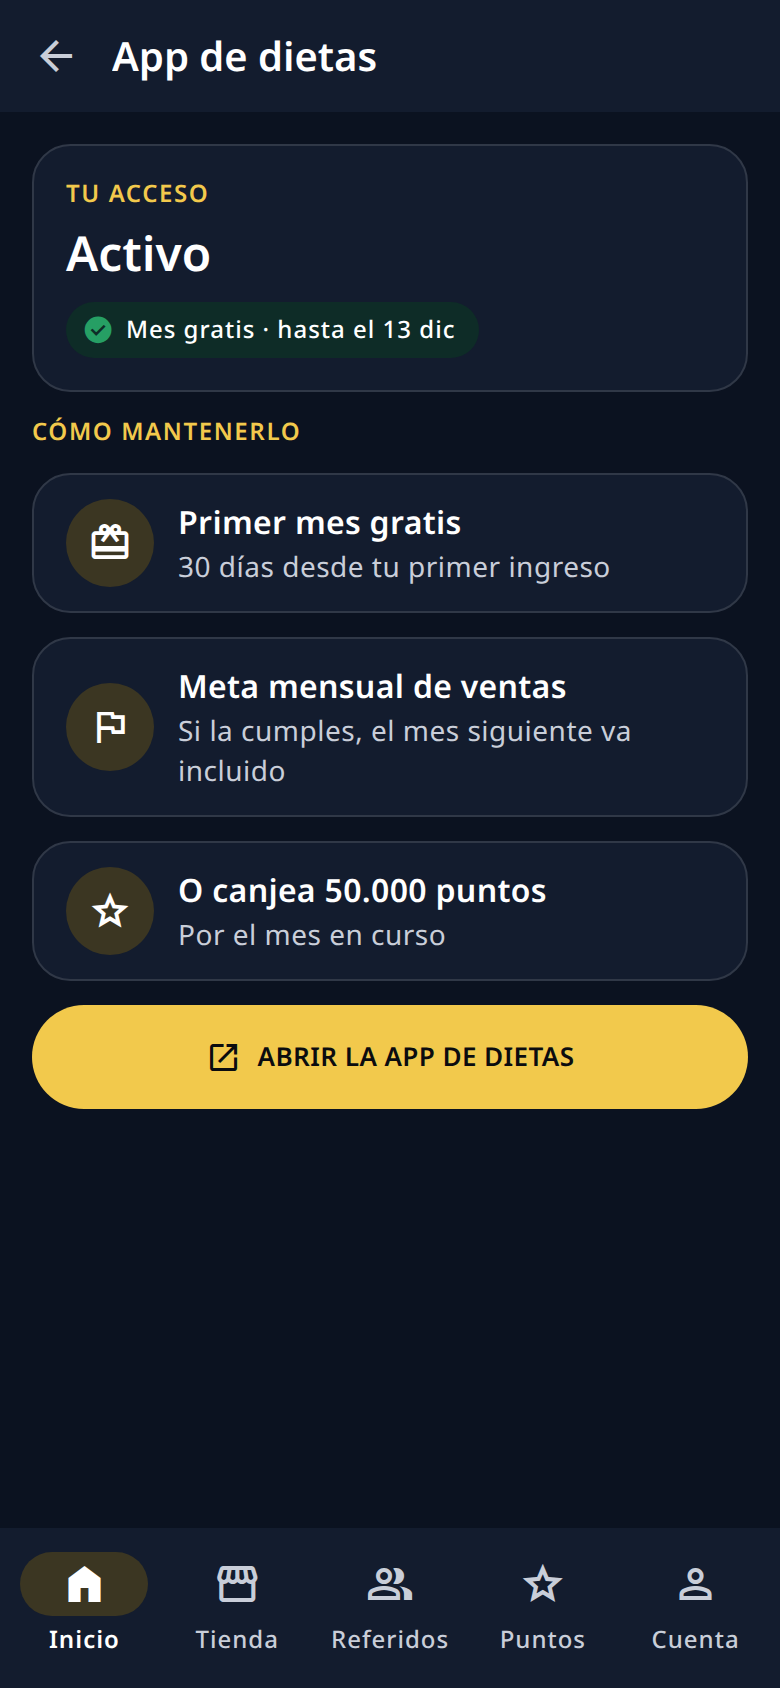 App de dietas
TU ACCESO
Activo
Mes gratis · hasta el 13 dic
CÓMO MANTENERLO
Primer mes gratis
30 días desde tu primer ingreso
Meta mensual de ventas
Si la cumples, el mes siguiente va
incluido
O canjea 50.000 puntos
Por el mes en curso
ABRIR LA APP DE DIETAS
Inicio
Tienda
Referidos
Puntos
Cuenta